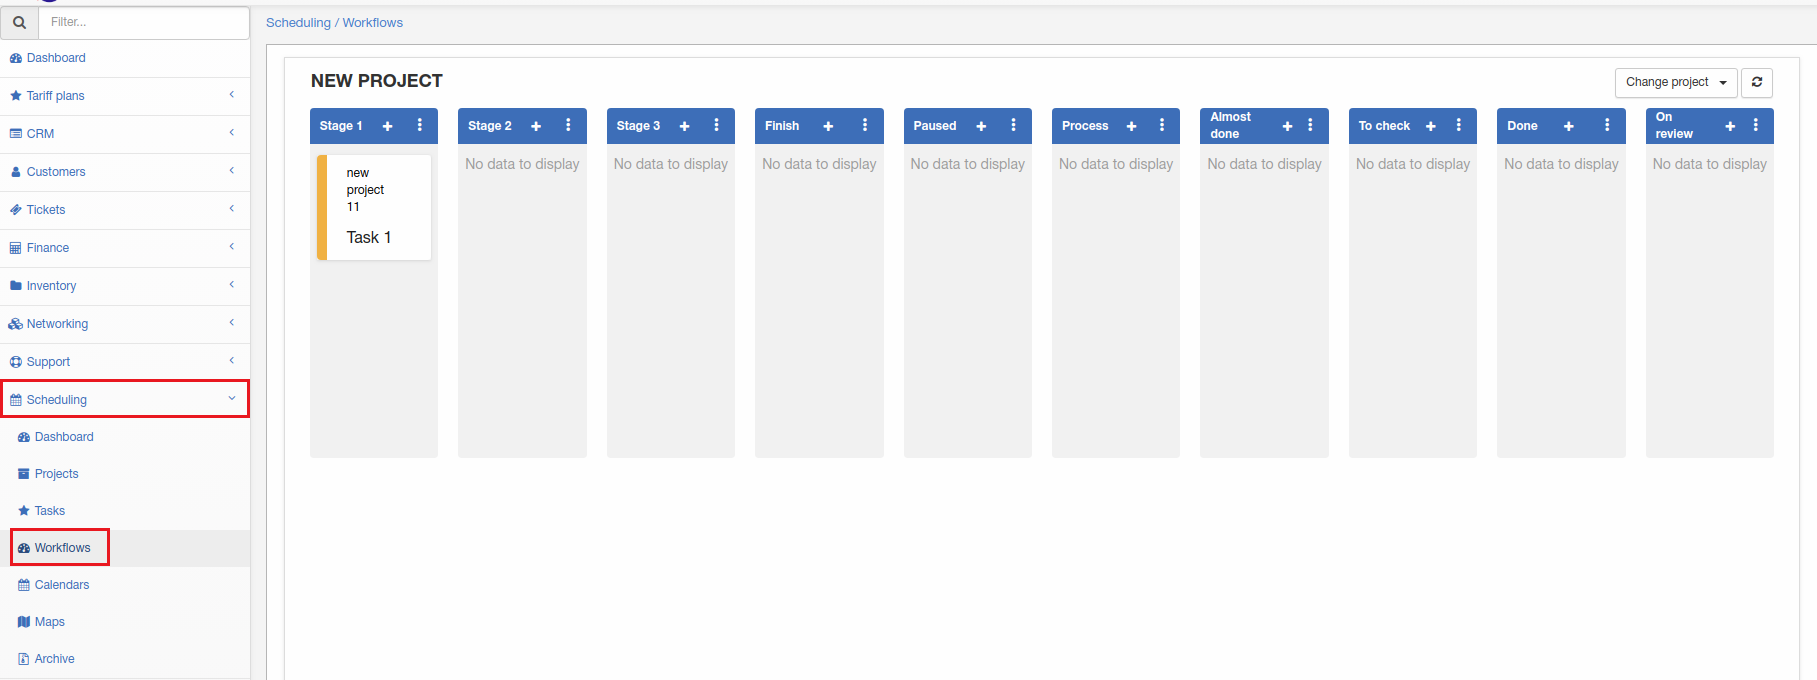 Filter...
Scheduling / Workflows
Dashboard
Tariff plans
CRM
Customers
Tickets
Finance
Inventory
Networking
Support
Scheduling
Dashboard
Projects
Tasks
Workflows
Calendars
Maps
Archive
NEW PROJECT
Change project
Stage 1
new
project
11
Task 1
Stage 2
No data to display
Stage 3
No data to display
Finish
No data to display
Paused
No data to display
Process
No data to display
Almost
done
No data to display
To check
No data to display
Done
No data to display
On
review
No data to display